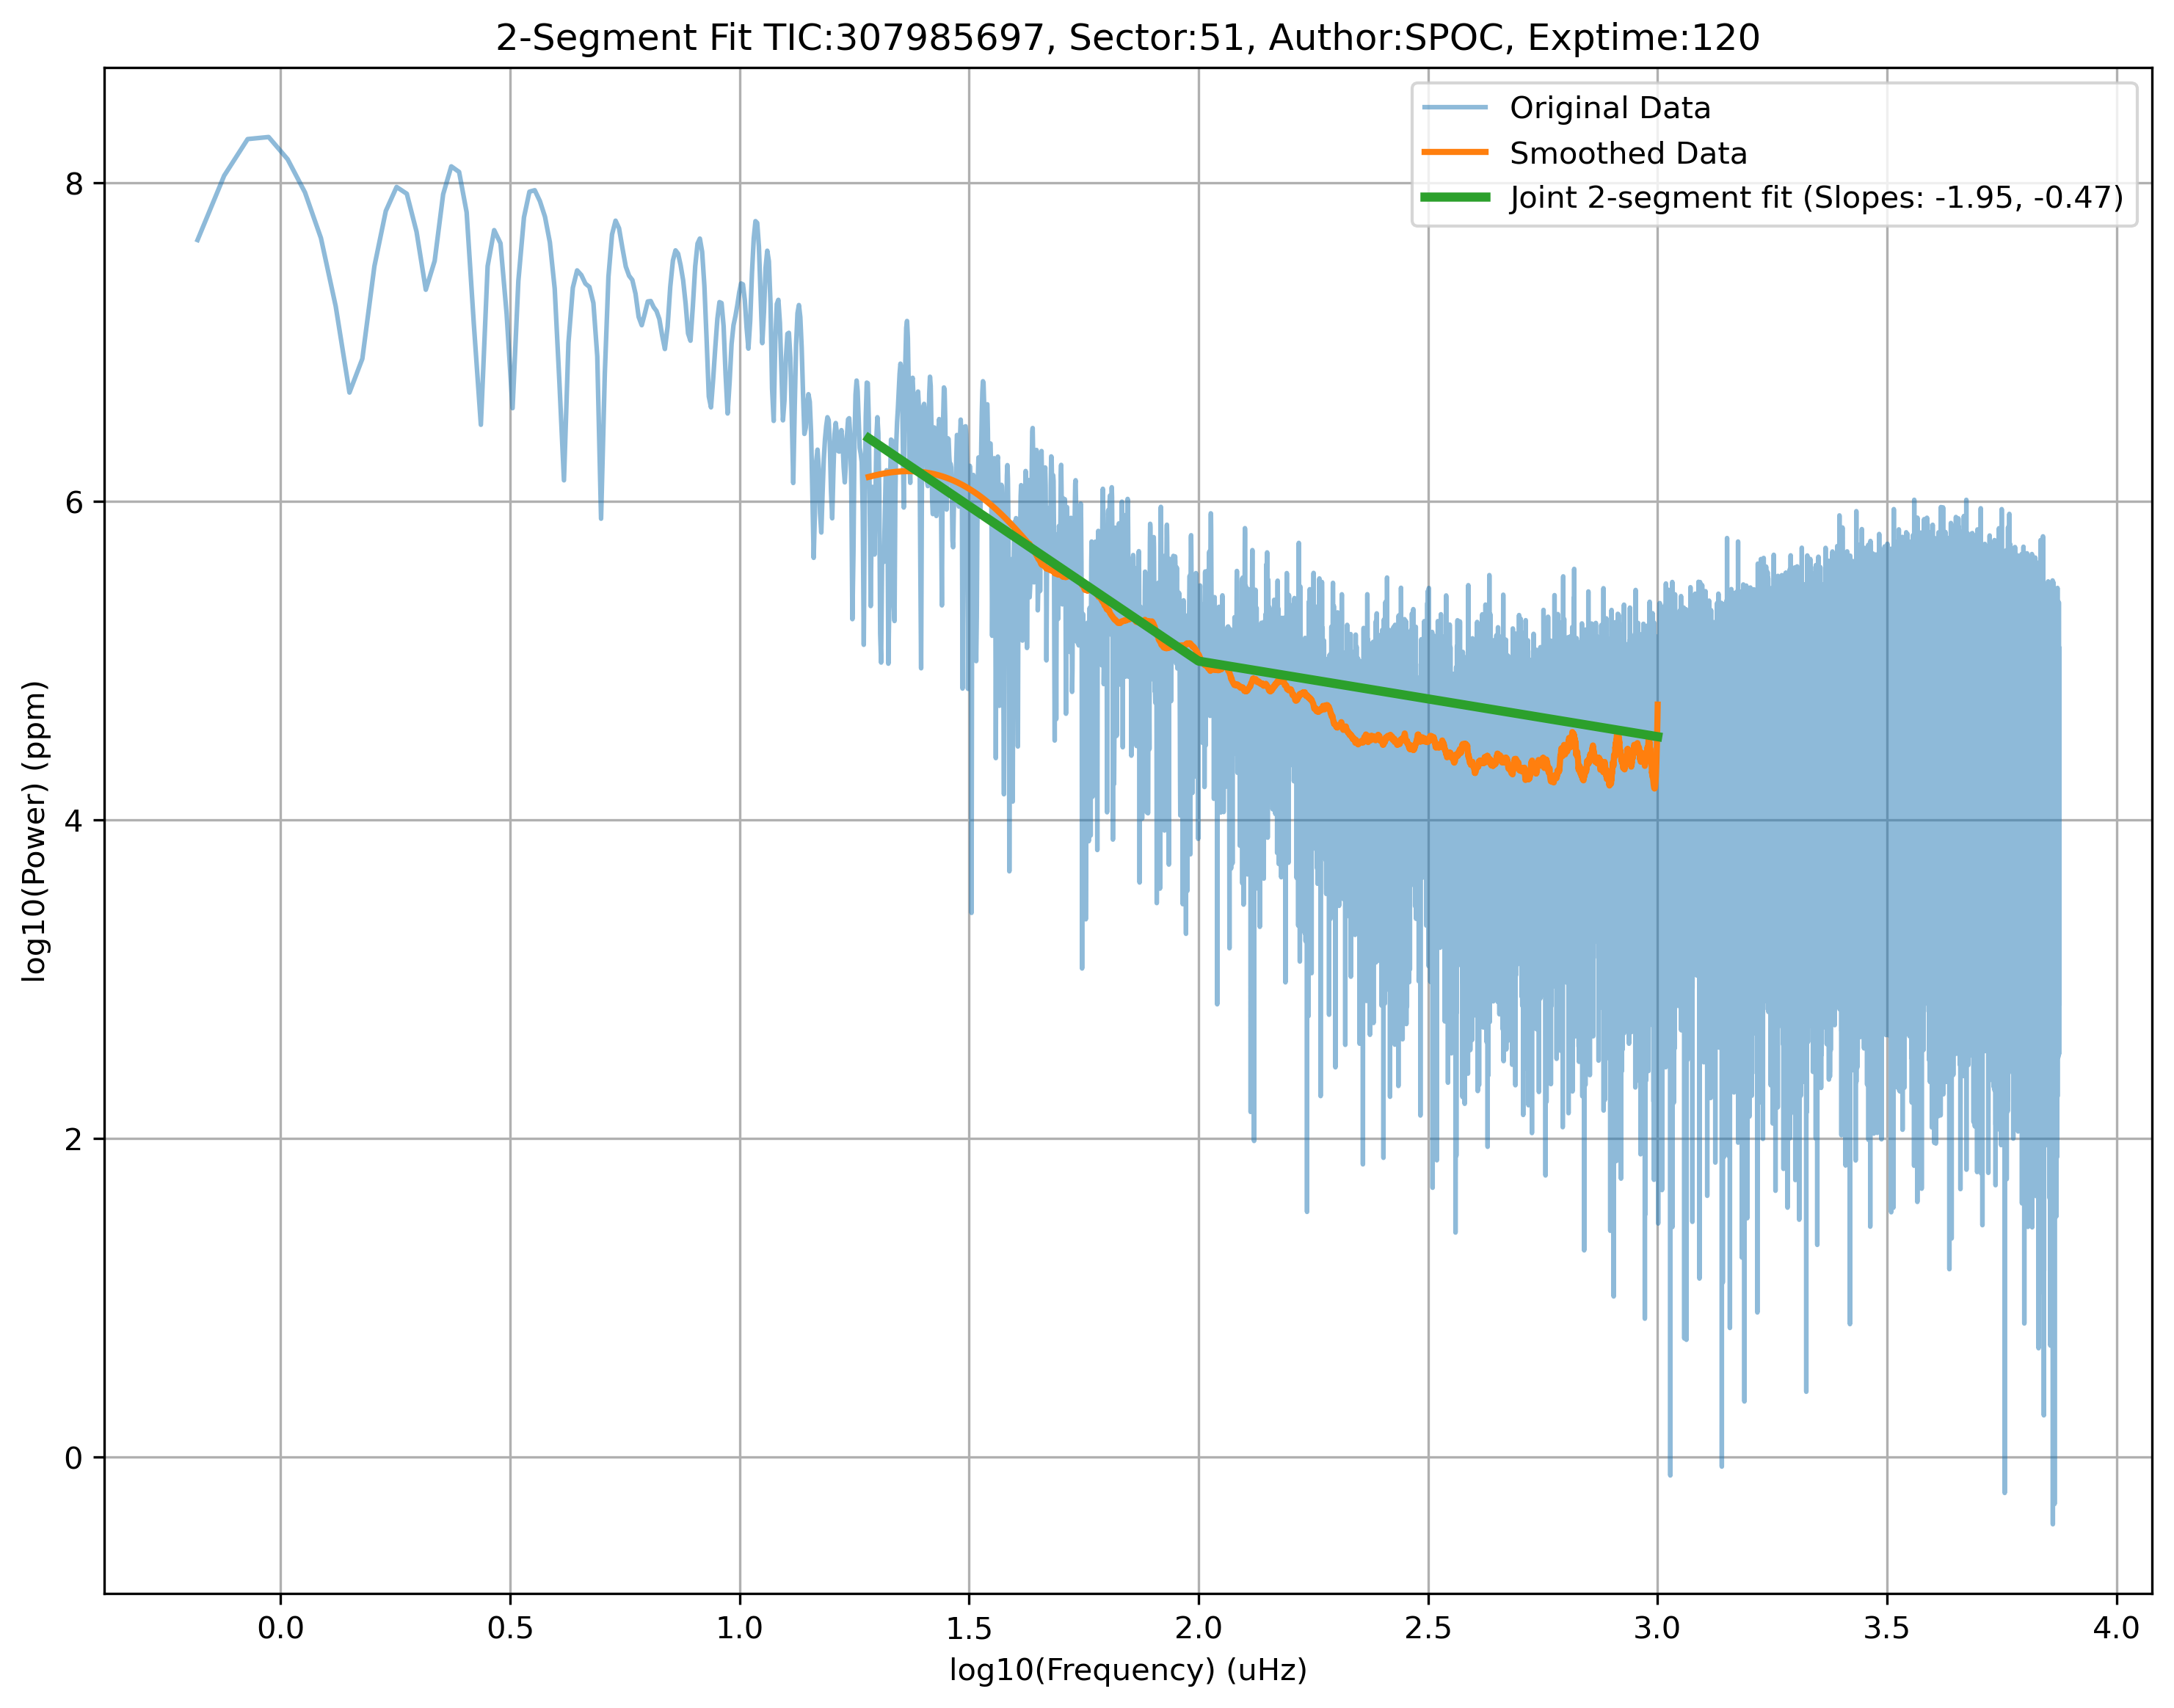 2-Segment Fit TIC:307985697, Sector:51, Author:SPOC, Exptime:120
Original Data
Smoothed Data
Joint 2-segment fit (Slopes: -1.95, -0.47)
log10(Power) (ppm)
8
6
4
2
0
0.0 0.5 1.0 1.5 2.0 2.5 3.0 3.5 4.0
log10(Frequency) (uHz)